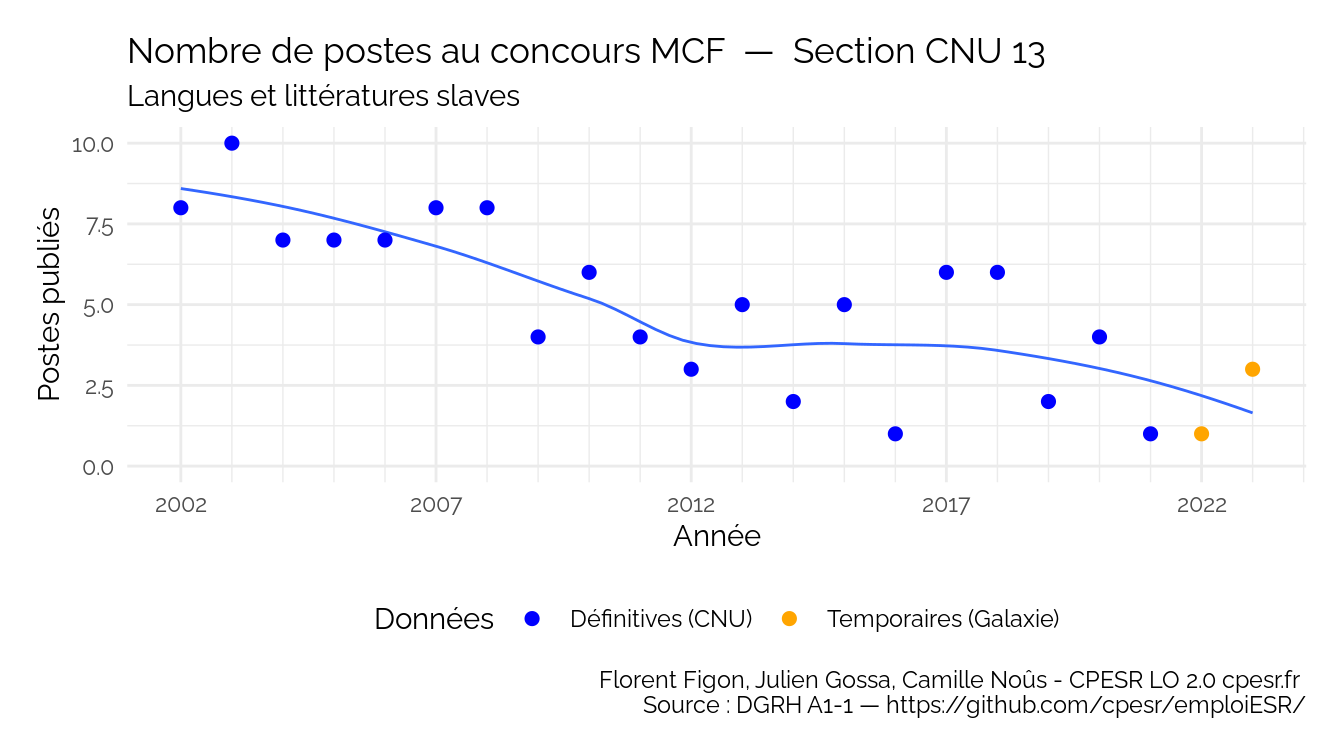 Nombre de postes au concours MCF — Section CNU 13
Langues et littératures slaves
Postes publiés
10.0
7.5
5.0
2.5
0.0
2002 2007 2012 2017 2022
Année
Données Définitives (CNU) Temporaires (Galaxie)
Florent Figon, Julien Gossa, Camille Noûs - CPESR LO 2.0 cpesr.fr
Source : DGRH A1-1 — https://github.com/cpesr/emploiESR/